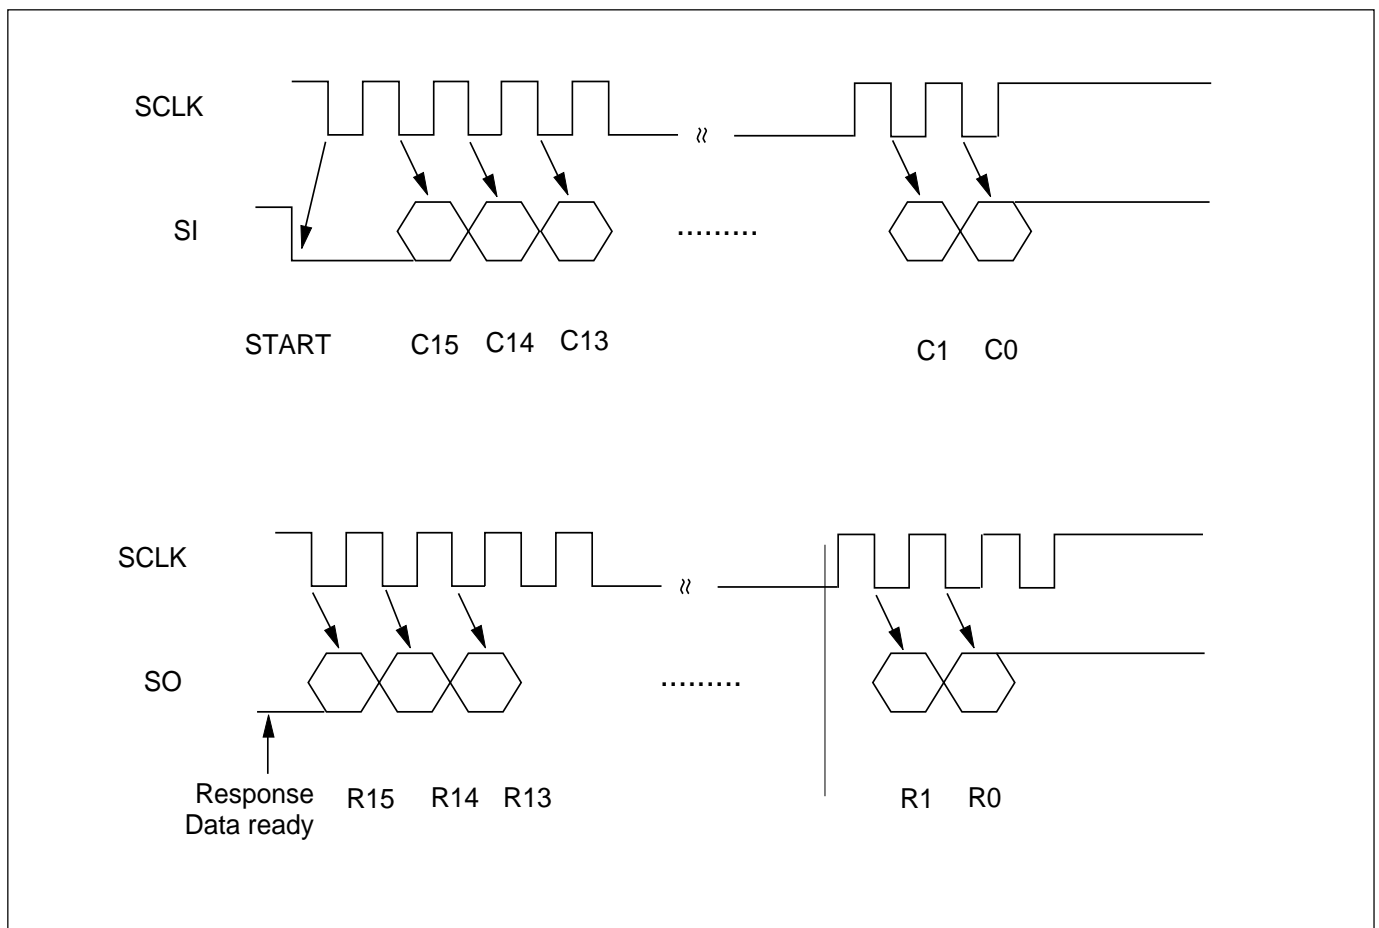 SCLK
≈
SI
.........
START C15 C14 C13 C1 C0
SCLK
≈
SO
.........
Response
Data ready
R15 R14 R13 R1 R0